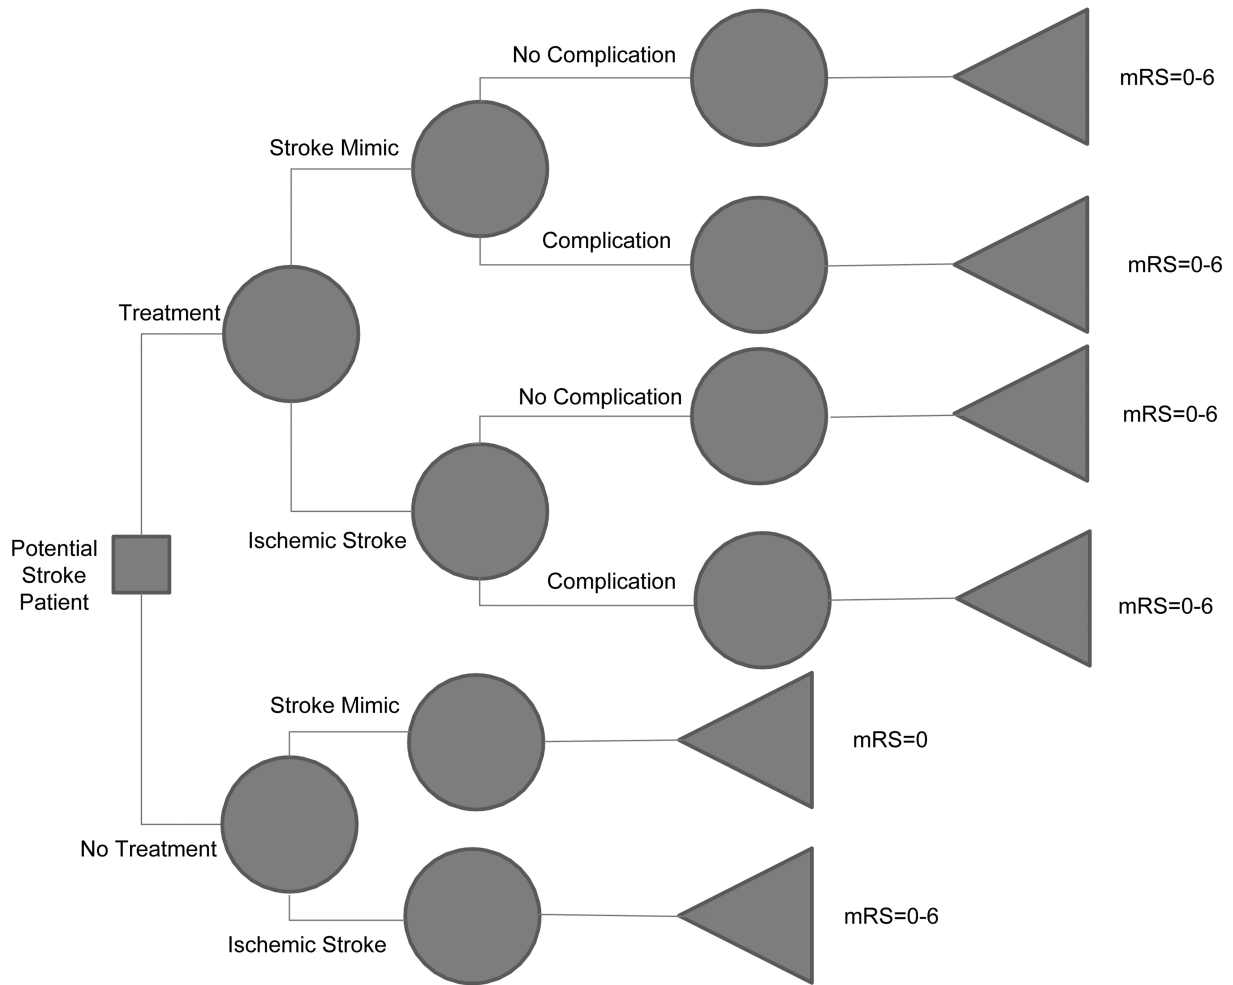 No Complication
mRS=0-6
Stroke Mimic
Complication
mRS=0-6
Treatment
No Complication
mRS=0-6
Ischemic Stroke
Potential
Stroke
Patient
Complication
mRS=0-6
Stroke Mimic
mRS=0
No Treatment
mRS=0-6
Ischemic Stroke